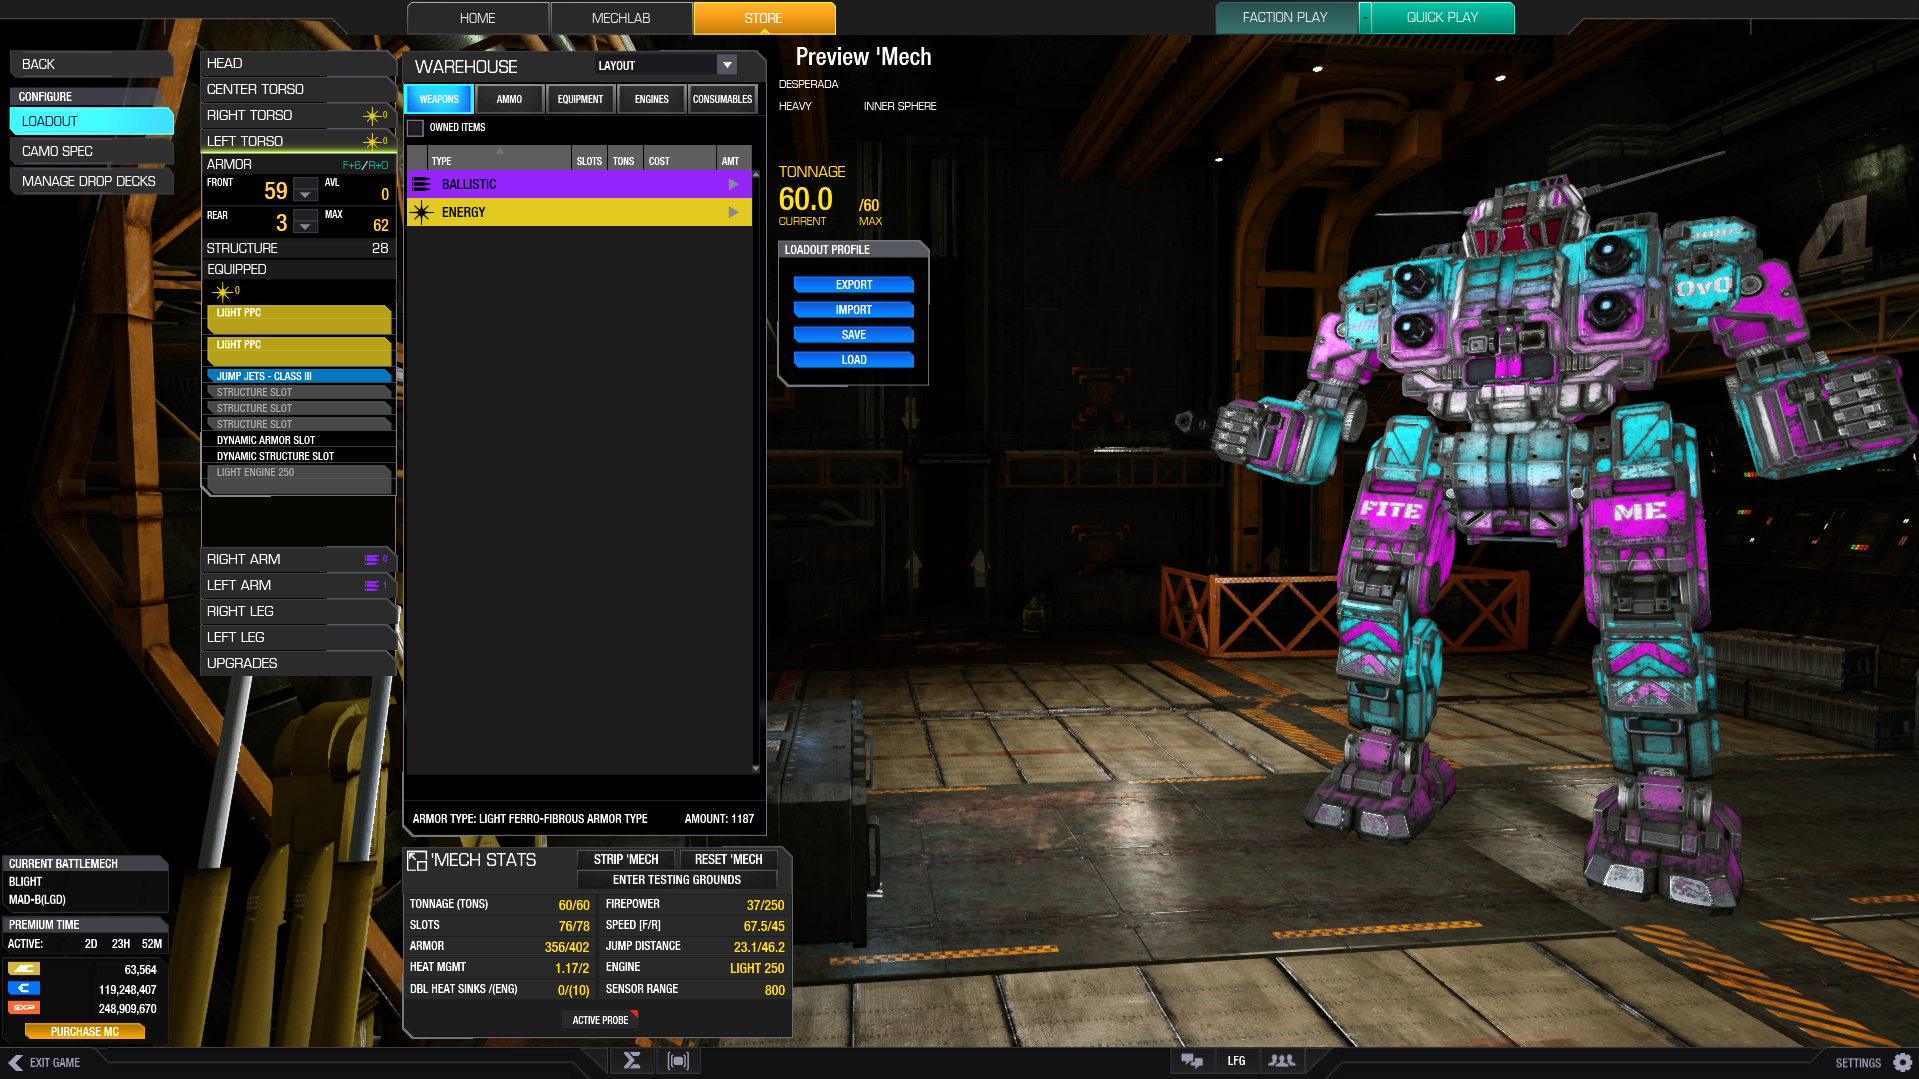 HOME
MECHLAB
STORE
FACTION PLAY
QUICK PLAY
BACK
CONFIGURE
LOADOUT
CAMO SPEC
MANAGE DROP DECKS
HEAD
CENTER TORSO
RIGHT TORSO 0
LEFT TORSO 0
ARMOR F+6/R+0
FRONT 59 AVL 0
REAR 3 MAX 62
STRUCTURE 28
EQUIPPED
0
LIGHT PPC
LIGHT PPC
JUMP JETS - CLASS III
STRUCTURE SLOT
STRUCTURE SLOT
STRUCTURE SLOT
DYNAMIC ARMOR SLOT
DYNAMIC STRUCTURE SLOT
LIGHT ENGINE 250
RIGHT ARM 0
LEFT ARM 1
RIGHT LEG
LEFT LEG
UPGRADES
WAREHOUSE LAYOUT
WEAPONS AMMO EQUIPMENT ENGINES CONSUMABLES
OWNED ITEMS
TYPE SLOTS TONS COST AMT
BALLISTIC
ENERGY
ARMOR TYPE: LIGHT FERRO-FIBROUS ARMOR TYPE AMOUNT: 1187
Preview 'Mech
DESPERADA
HEAVY INNER SPHERE
TONNAGE
60.0 /60
CURRENT MAX
LOADOUT PROFILE
EXPORT
IMPORT
SAVE
LOAD
4
OVO
FITE
ME
'MECH STATS STRIP 'MECH RESET 'MECH
ENTER TESTING GROUNDS
TONNAGE (TONS) 60/60 FIREPOWER 37/250
SLOTS 76/78 SPEED [F/R] 67.5/45
ARMOR 356/402 JUMP DISTANCE 23.1/46.2
HEAT MGMT 1.17/2 ENGINE LIGHT 250
DBL HEAT SINKS /(ENG) 0/(10) SENSOR RANGE 800
ACTIVE PROBE
CURRENT BATTLEMECH
BLIGHT
MAD-B(LGD)
PREMIUM TIME
ACTIVE: 2D 23H 52M
63,564
C 119,248,407
GXP 248,909,670
PURCHASE MC
EXIT GAME
LFG
SETTINGS